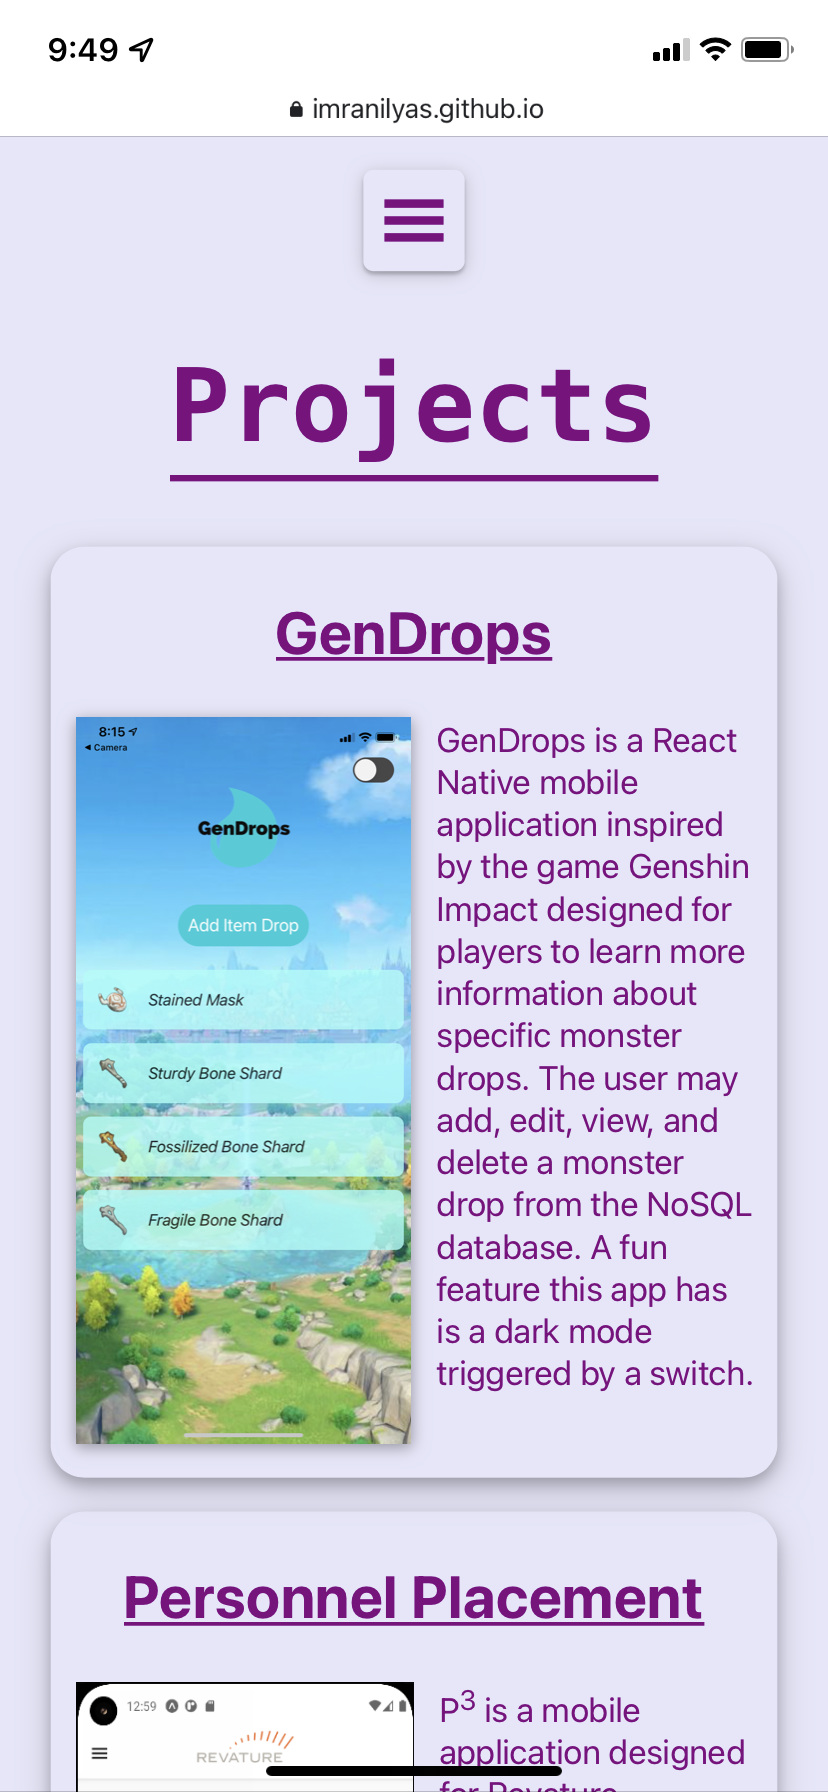 9:49
imranilyas.github.io
Projects
GenDrops
8:15
◀ Camera
GenDrops
Add Item Drop
Stained Mask
Sturdy Bone Shard
Fossilized Bone Shard
Fragile Bone Shard
GenDrops is a React
Native mobile
application inspired
by the game Genshin
Impact designed for
players to learn more
information about
specific monster
drops. The user may
add, edit, view, and
delete a monster
drop from the NoSQL
database. A fun
feature this app has
is a dark mode
triggered by a switch.
Personnel Placement
12:59
REVATURE
P³ is a mobile
application designed
for Revature